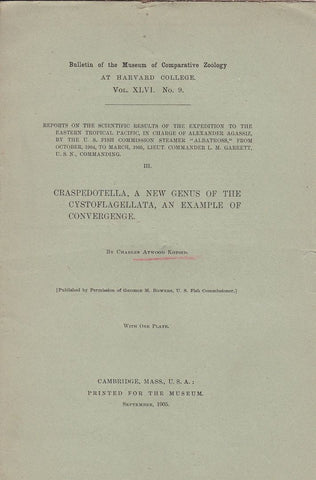 Bulletin of the Museum of Comparative Zoology
AT HARVARD COLLEGE.
VOL. XLVI. No. 9.
REPORTS ON THE SCIENTIFIC RESULTS OF THE EXPEDITION TO THE
EASTERN TROPICAL PACIFIC, IN CHARGE OF ALEXANDER AGASSIZ,
BY THE U. S. FISH COMMISSION STEAMER "ALBATROSS," FROM
OCTOBER, 1904, TO MARCH, 1905, LIEUT. COMMANDER L. M. GARRETT,
U. S. N., COMMANDING.
III.
CRASPEDOTELLA, A NEW GENUS OF THE
CYSTOFLAGELLATA, AN EXAMPLE OF
CONVERGENCE.
BY CHARLES ATWOOD KOFOID.
[Published by Permission of GEORGE M. BOWERS, U. S. Fish Commissioner.]
WITH ONE PLATE.
CAMBRIDGE, MASS., U. S. A.:
PRINTED FOR THE MUSEUM.
SEPTEMBER, 1905.